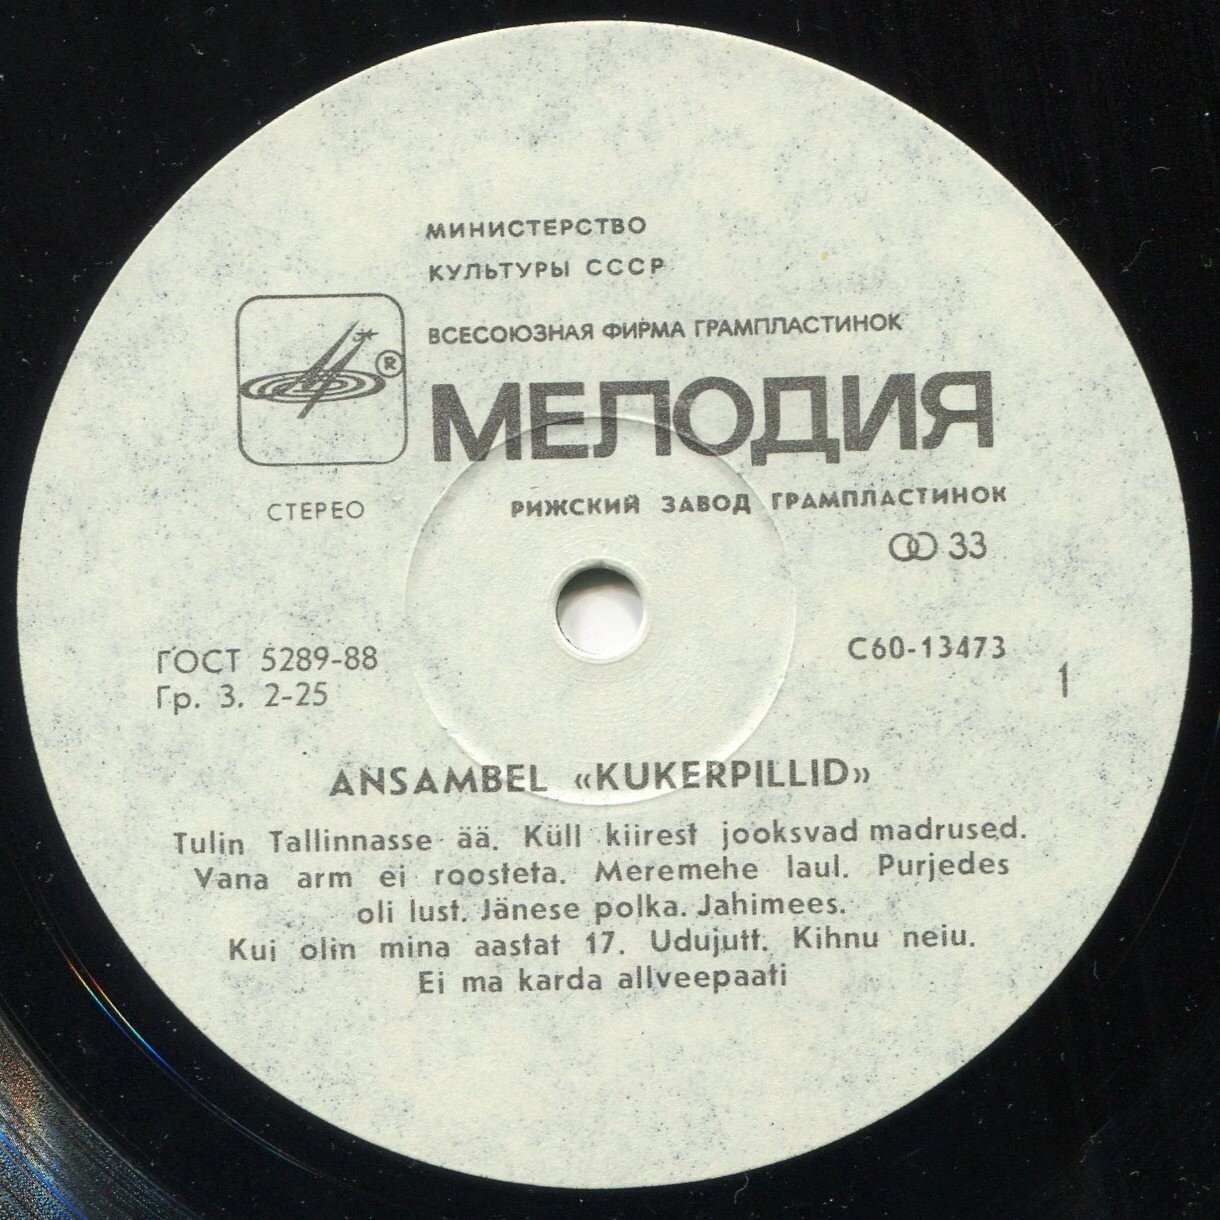 МИНИСТЕРСТВО
КУЛЬТУРЫ СССР
ВСЕСОЮЗНАЯ ФИРМА ГРАМПЛАСТИНОК
®
МЕЛОДИЯ
СТЕРЕО
РИЖСКИЙ ЗАВОД ГРАМПЛАСТИНОК
33
ГОСТ 5289-88
Гр. 3. 2-25
С60-13473
1
ANSAMBEL «KUKERPILLID»
Tulin Tallinnasse ää. Küll kiirest jooksvad madrused.
Vana arm ei roosteta. Meremehe laul. Purjedes
oli lust. Jänese polka. Jahimees.
Kui olin mina aastat 17. Udujutt. Kihnu neiu.
Ei ma karda allveepaati